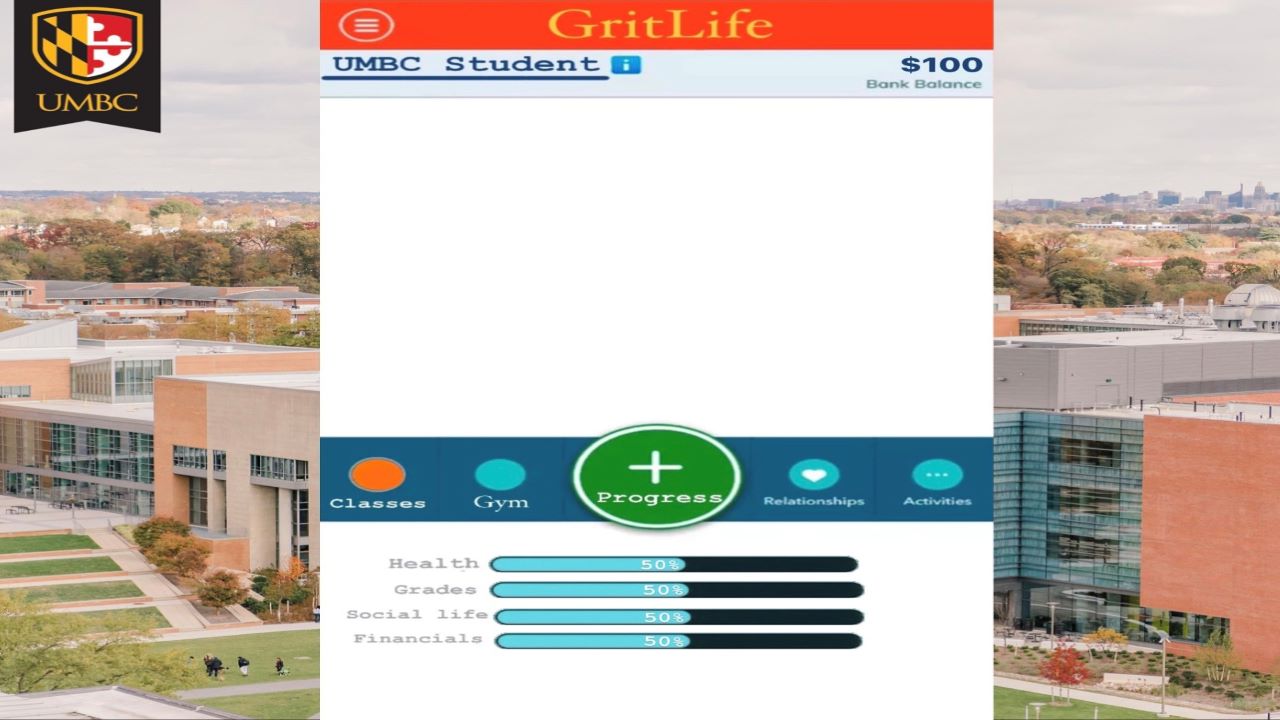 UMBC
GritLife
UMBC Student i
$100
Bank Balance
Classes
Gym
Progress
Relationships
Activities
Health 50%
Grades 50%
Social life 50%
Financials 50%